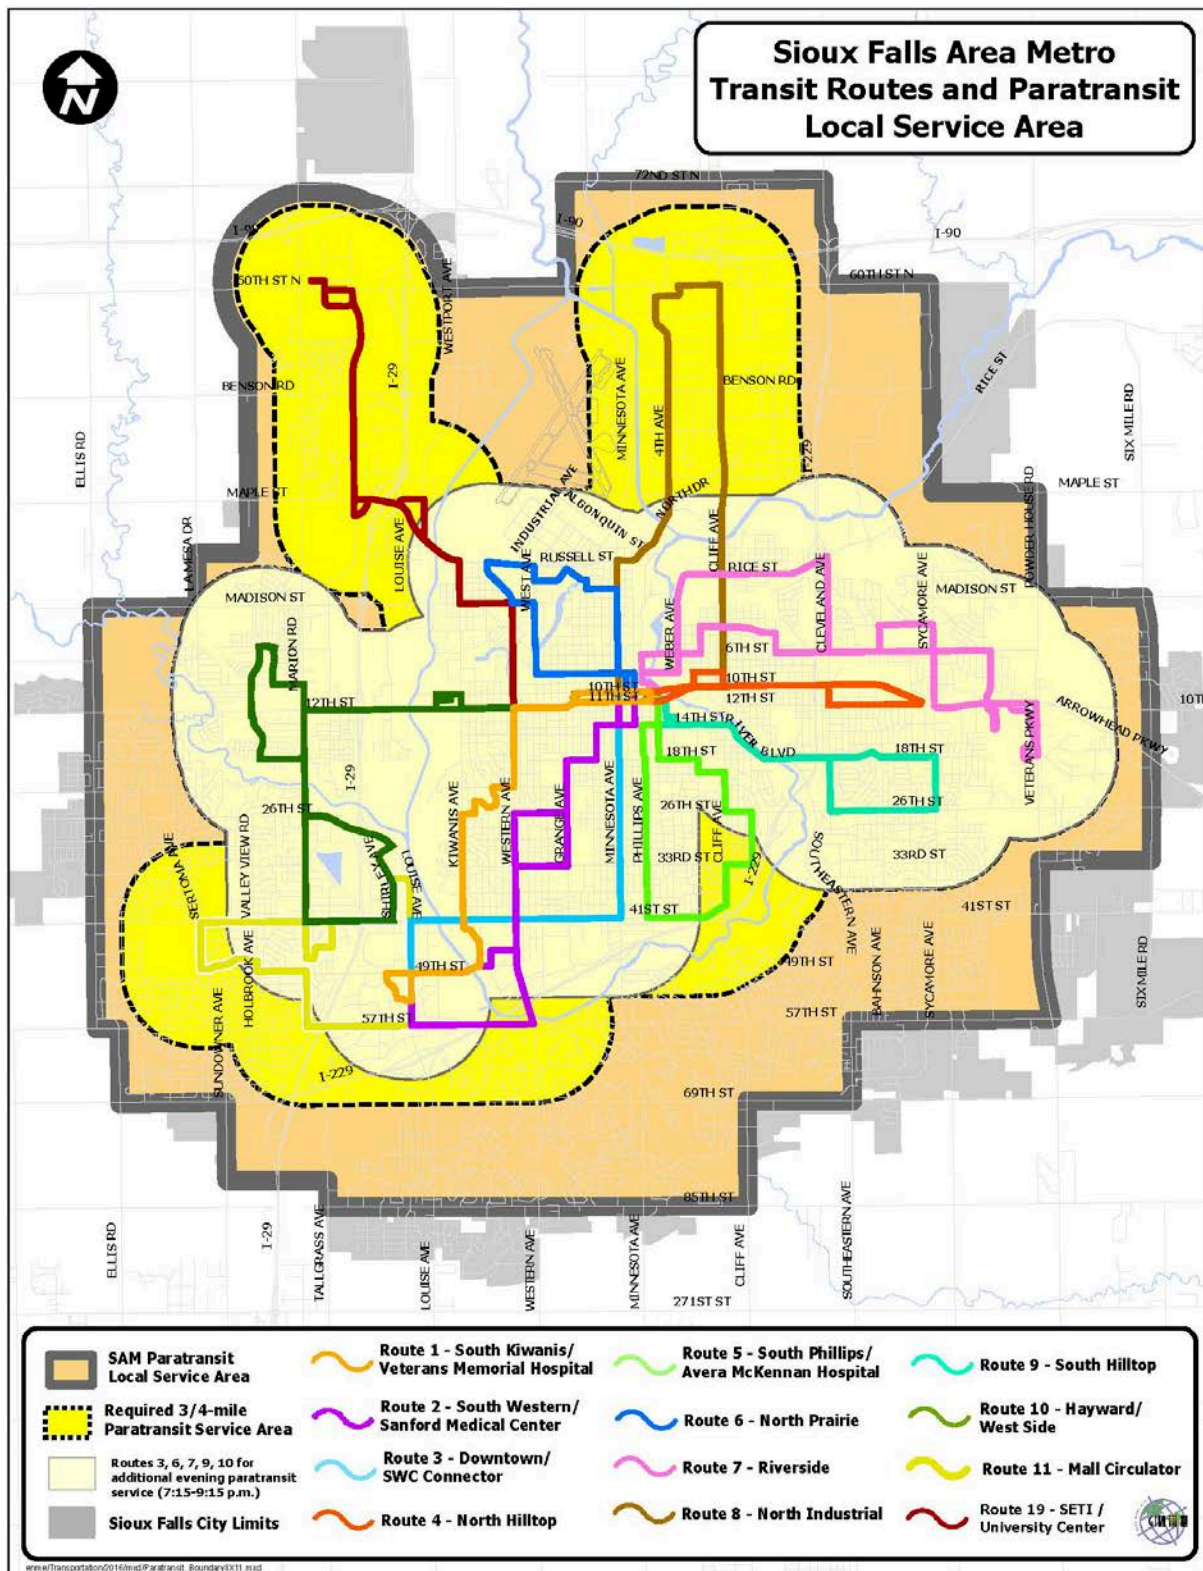 Sioux Falls Area Metro
Transit Routes and Paratransit
Local Service Area
N
72ND ST N
I-90
I-90
I-90
60TH ST N
60TH ST N
WESTPORT AVE
I-29
BENSON RD
BENSON RD
MINNESOTA AVE
4TH AVE
I-229
RICE ST
SIX MILE RD
ELLIS RD
MAPLE ST
MAPLE ST
POWDER HOUSE RD
INDUSTRIAL AVE
ALGONQUIN ST
NORTH DR
CLIFF AVE
LOUISE AVE
LA MESA DR
RUSSELL ST
WEST AVE
RICE ST
CLEVELAND AVE
SYCAMORE AVE
MADISON ST
MADISON ST
WEBER AVE
6TH ST
MARION RD
10TH ST
11TH ST
10TH ST
12TH ST
12TH ST
14TH ST
RIVER BLVD
ARROWHEAD PKWY
VETERANS PKWY
18TH ST
18TH ST
I-29
26TH ST
26TH ST
26TH ST
KIWANIS AVE
WESTERN AVE
GRANGE AVE
MINNESOTA AVE
PHILLIPS AVE
CLIFF AVE
33RD ST
33RD ST
I-229
SOUTHEASTERN AVE
SERTOMA AVE
VALLEY VIEW RD
SHIRLEY AVE
LOUISE AVE
41ST ST
41ST ST
49TH ST
49TH ST
HOLBROOK AVE
SUNDOWNER AVE
57TH ST
57TH ST
BAHNSON AVE
SYCAMORE AVE
SIX MILE RD
I-229
69TH ST
85TH ST
ELLIS RD
I-29
TALLGRASS AVE
LOUISE AVE
WESTERN AVE
MINNESOTA AVE
CLIFF AVE
SOUTHEASTERN AVE
271ST ST
SAM Paratransit
Local Service Area
Required 3/4-mile
Paratransit Service Area
Routes 3, 6, 7, 9, 10 for
additional evening paratransit
service (7:15-9:15 p.m.)
Sioux Falls City Limits
Route 1 - South Kiwanis/
Veterans Memorial Hospital
Route 2 - South Western/
Sanford Medical Center
Route 3 - Downtown/
SWC Connector
Route 4 - North Hilltop
Route 5 - South Phillips/
Avera McKennan Hospital
Route 6 - North Prairie
Route 7 - Riverside
Route 8 - North Industrial
Route 9 - South Hilltop
Route 10 - Hayward/
West Side
Route 11 - Mall Circulator
Route 19 - SETI /
University Center